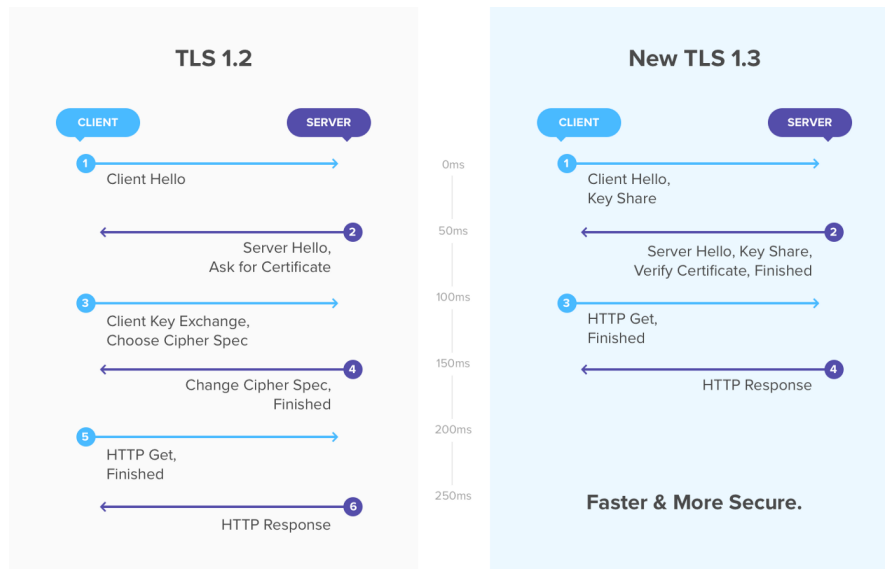 TLS 1.2
CLIENT
SERVER
1
Client Hello
2
Server Hello,
Ask for Certificate
3
Client Key Exchange,
Choose Cipher Spec
4
Change Cipher Spec,
Finished
5
HTTP Get,
Finished
6
HTTP Response
0ms
50ms
100ms
150ms
200ms
250ms
New TLS 1.3
CLIENT
SERVER
1
Client Hello,
Key Share
2
Server Hello, Key Share,
Verify Certificate, Finished
3
HTTP Get,
Finished
4
HTTP Response
Faster & More Secure.